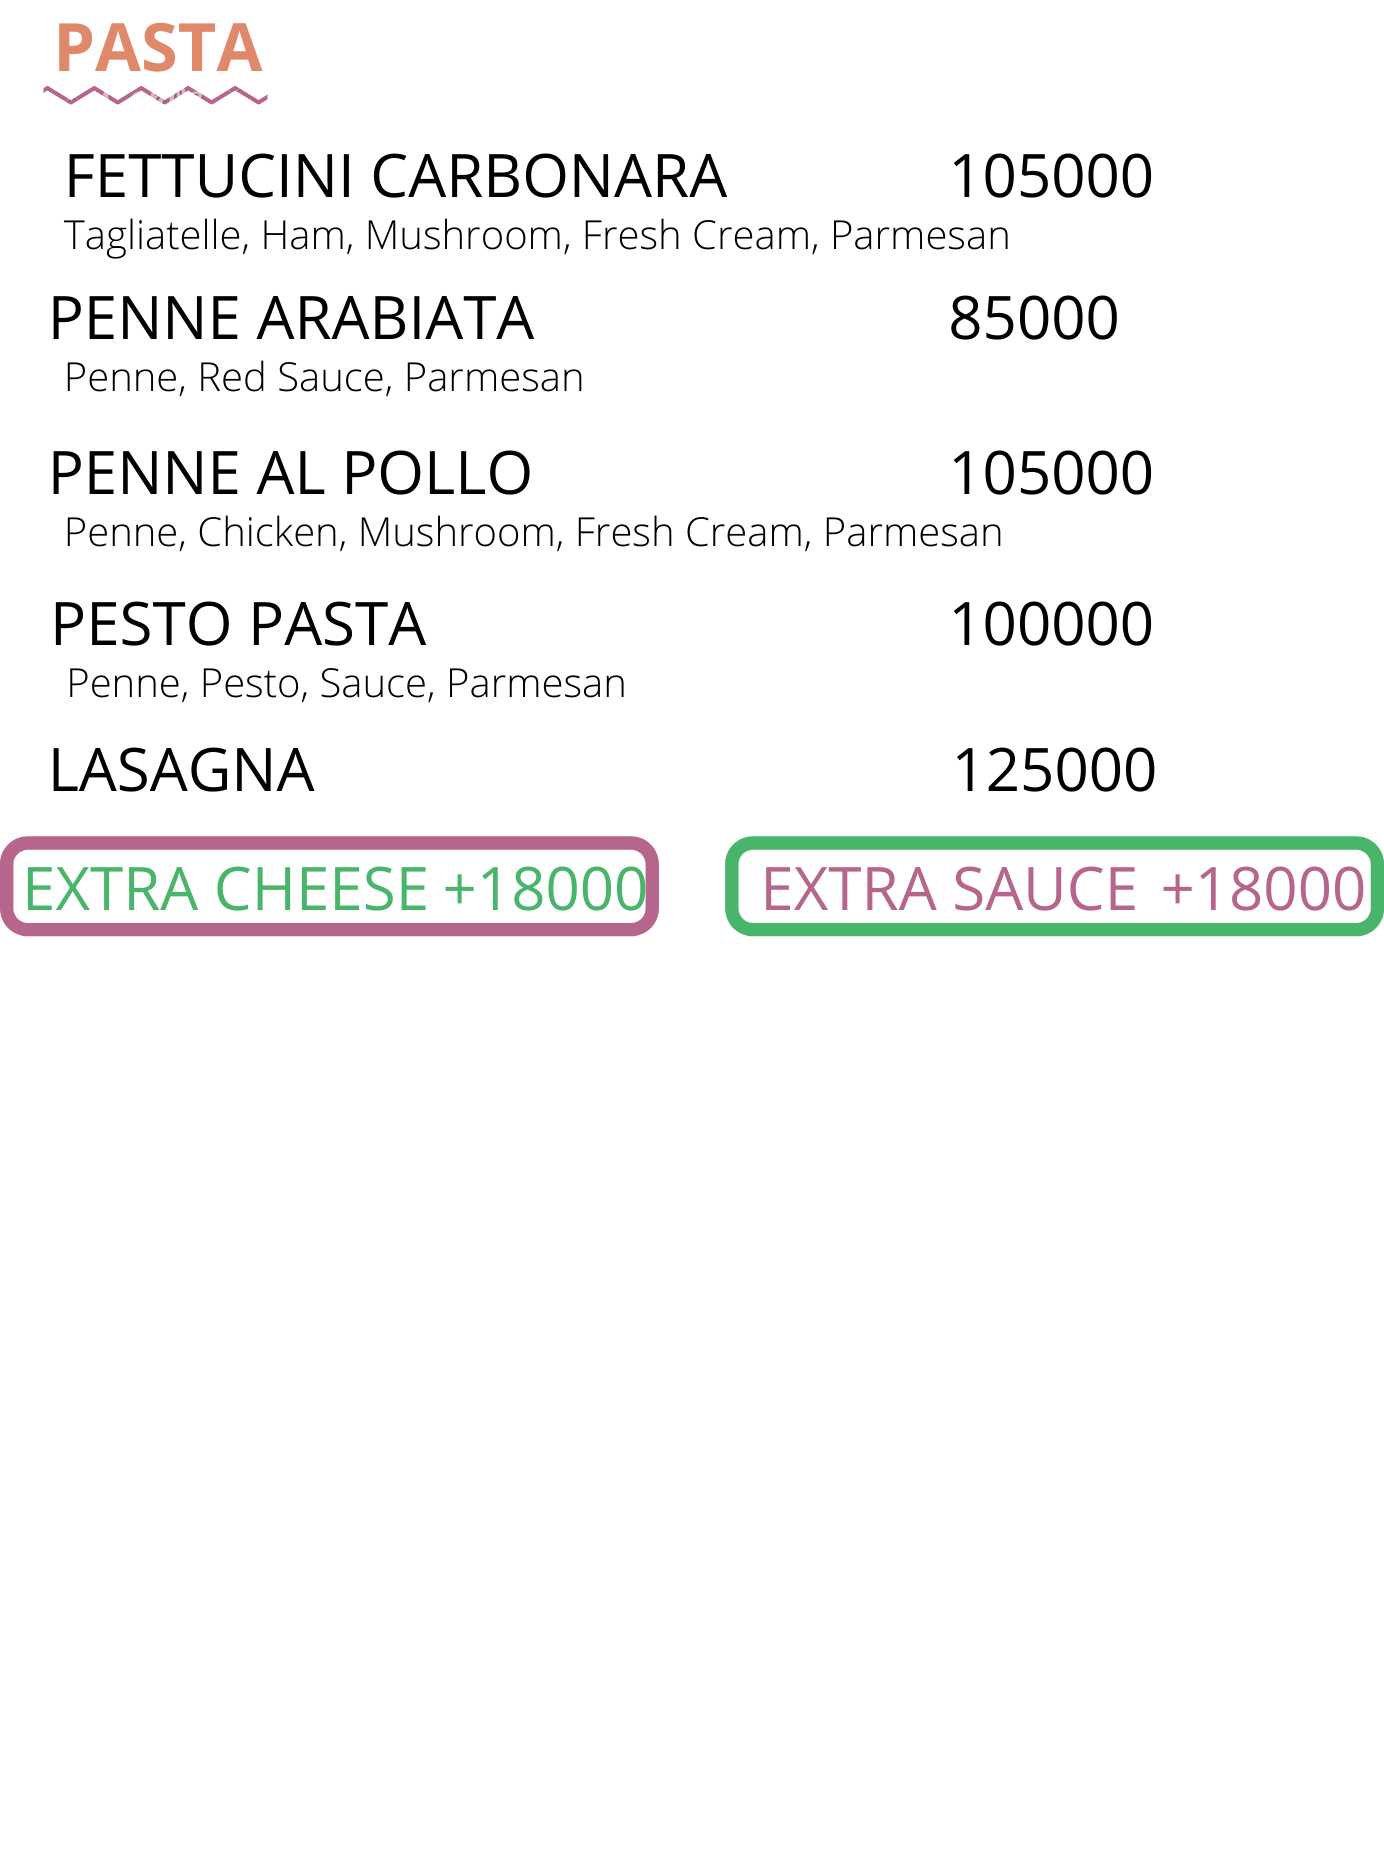 PASTA
FETTUCINI CARBONARA 105000
Tagliatelle, Ham, Mushroom, Fresh Cream, Parmesan
PENNE ARABIATA 85000
Penne, Red Sauce, Parmesan
PENNE AL POLLO 105000
Penne, Chicken, Mushroom, Fresh Cream, Parmesan
PESTO PASTA 100000
Penne, Pesto, Sauce, Parmesan
LASAGNA 125000
EXTRA CHEESE +18000 EXTRA SAUCE +18000